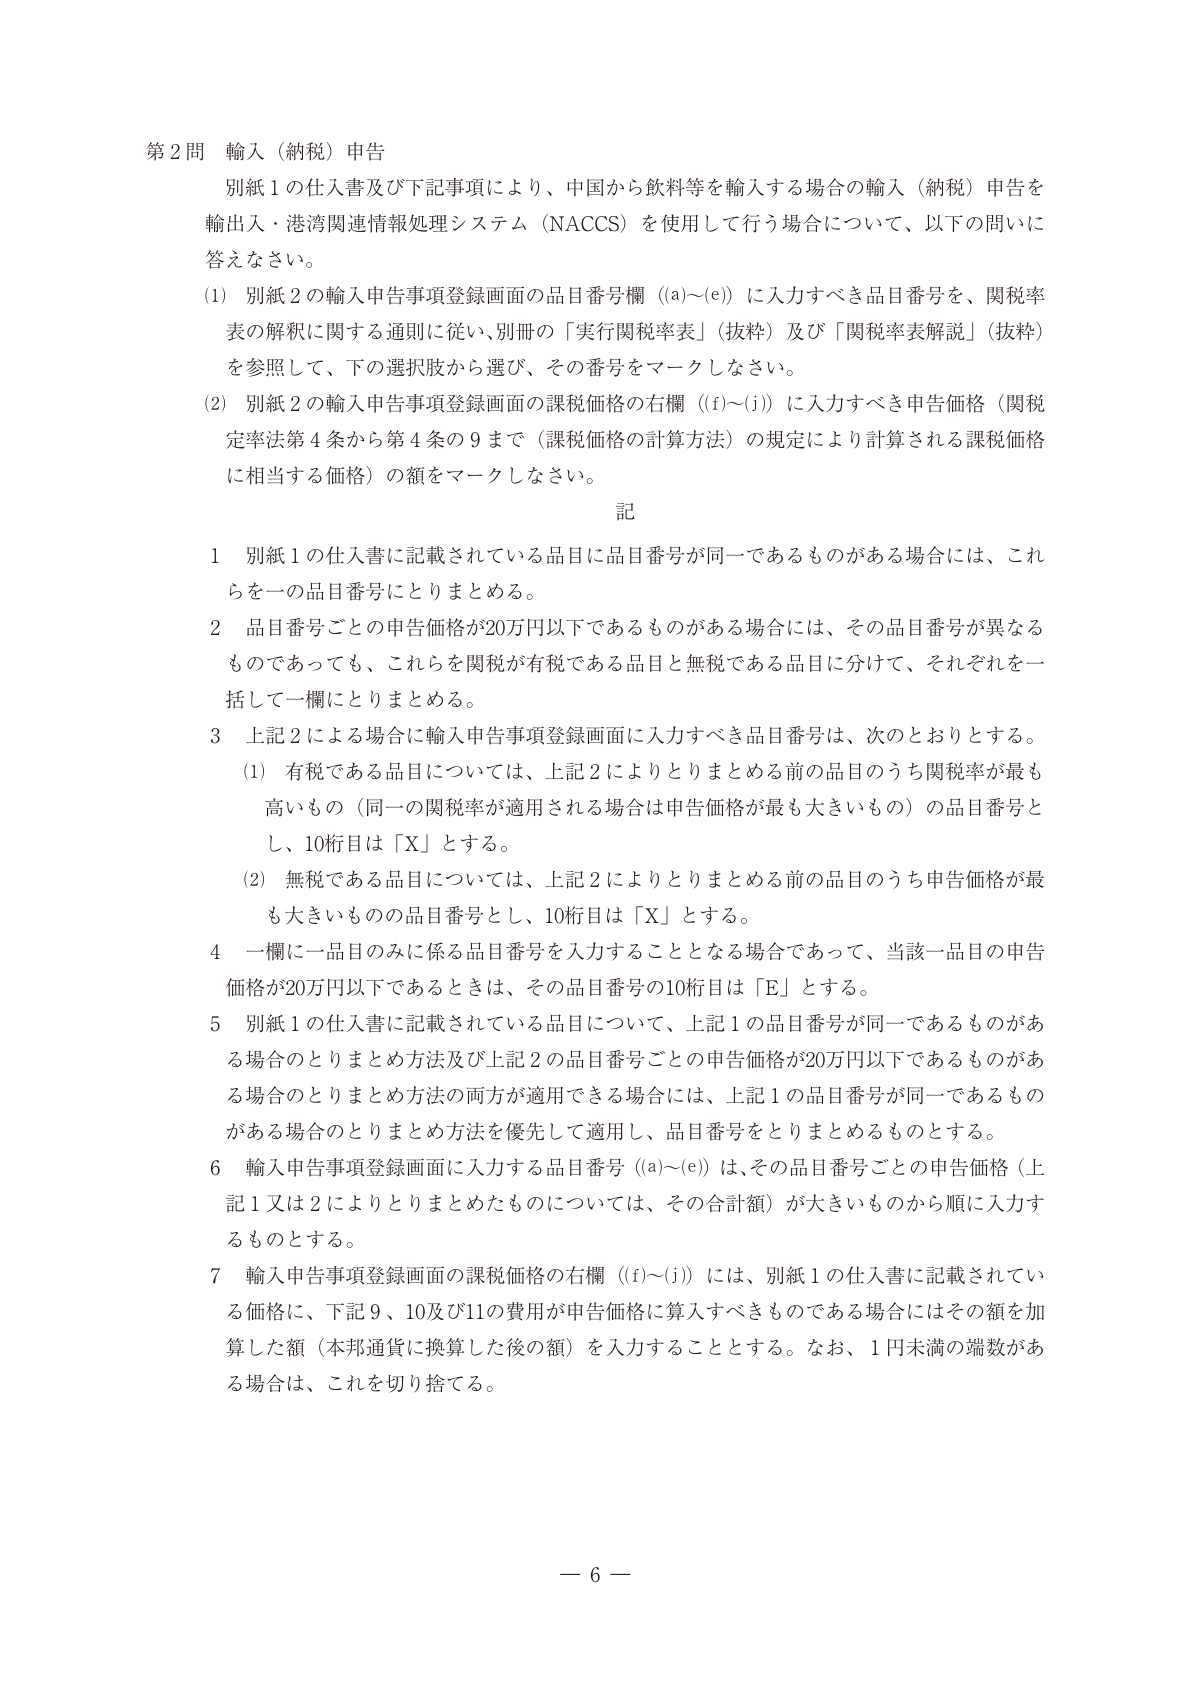 第２問　輸入（納税）申告
別紙１の仕入書及び下記事項により、中国から飲料等を輸入する場合の輸入（納税）申告を
輸出入・港湾関連情報処理システム（NACCS）を使用して行う場合について、以下の問いに
答えなさい。
⑴　別紙２の輸入申告事項登録画面の品目番号欄（(a)～(e)）に入力すべき品目番号を、関税率
表の解釈に関する通則に従い、別冊の「実行関税率表」（抜粋）及び「関税率表解説」（抜粋）
を参照して、下の選択肢から選び、その番号をマークしなさい。
⑵　別紙２の輸入申告事項登録画面の課税価格の右欄（(f)～(j)）に入力すべき申告価格（関税
定率法第４条から第４条の９まで（課税価格の計算方法）の規定により計算される課税価格
に相当する価格）の額をマークしなさい。
記
１　別紙１の仕入書に記載されている品目に品目番号が同一であるものがある場合には、これ
らを一の品目番号にとりまとめる。
２　品目番号ごとの申告価格が20万円以下であるものがある場合には、その品目番号が異なる
ものであっても、これらを関税が有税である品目と無税である品目に分けて、それぞれを一
括して一欄にとりまとめる。
３　上記２による場合に輸入申告事項登録画面に入力すべき品目番号は、次のとおりとする。
⑴　有税である品目については、上記２によりとりまとめる前の品目のうち関税率が最も
高いもの（同一の関税率が適用される場合は申告価格が最も大きいもの）の品目番号と
し、10桁目は「X」とする。
⑵　無税である品目については、上記２によりとりまとめる前の品目のうち申告価格が最
も大きいものの品目番号とし、10桁目は「X」とする。
４　一欄に一品目のみに係る品目番号を入力することとなる場合であって、当該一品目の申告
価格が20万円以下であるときは、その品目番号の10桁目は「E」とする。
５　別紙１の仕入書に記載されている品目について、上記１の品目番号が同一であるものがあ
る場合のとりまとめ方法及び上記２の品目番号ごとの申告価格が20万円以下であるものがあ
る場合のとりまとめ方法の両方が適用できる場合には、上記１の品目番号が同一であるもの
がある場合のとりまとめ方法を優先して適用し、品目番号をとりまとめるものとする。
６　輸入申告事項登録画面に入力する品目番号（(a)～(e)）は、その品目番号ごとの申告価格（上
記１又は２によりとりまとめたものについては、その合計額）が大きいものから順に入力す
るものとする。
７　輸入申告事項登録画面の課税価格の右欄（(f)～(j)）には、別紙１の仕入書に記載されてい
る価格に、下記９、10及び11の費用が申告価格に算入すべきものである場合にはその額を加
算した額（本邦通貨に換算した後の額）を入力することとする。なお、１円未満の端数があ
る場合は、これを切り捨てる。
― 6 ―